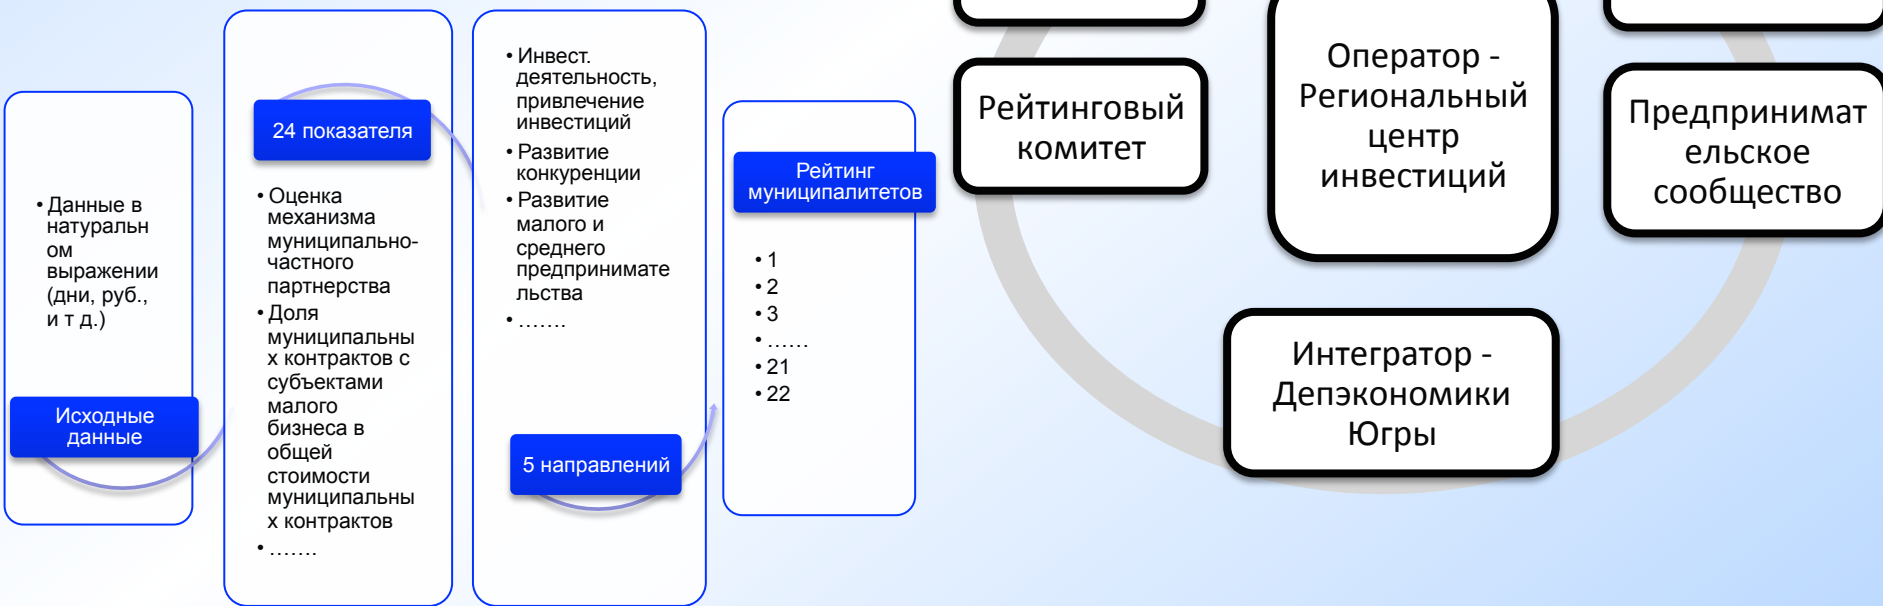 • Данные в
натуральн
ом
выражении
(дни, руб.,
и т д.)
Исходные
данные
24 показателя
• Оценка
механизма
муниципально-
частного
партнерства
• Доля
муниципальны
х контрактов с
субъектами
малого
бизнеса в
общей
стоимости
муниципальны
х контрактов
• …….
• Инвест.
деятельность,
привлечение
инвестиций
• Развитие
конкуренции
• Развитие
малого и
среднего
предпринимате
льства
• …….
5 направлений
Рейтинг
муниципалитетов
• 1
• 2
• 3
• ……
• 21
• 22
Рейтинговый
комитет
Оператор -
Региональный
центр
инвестиций
Предпринимат
ельское
сообщество
Интегратор -
Депэкономики
Югры